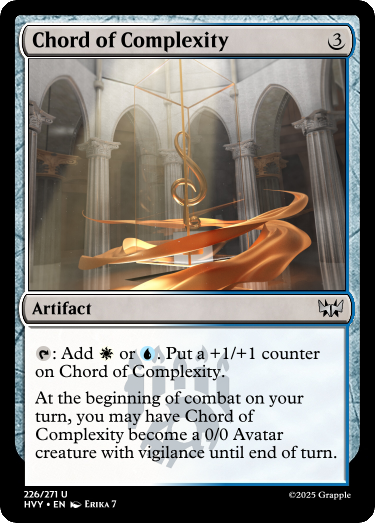 Chord of Complexity 3
Artifact
: Add or . Put a +1/+1 counter
on Chord of Complexity.
At the beginning of combat on your
turn, you may have Chord of
Complexity become a 0/0 Avatar
creature with vigilance until end of turn.
226/271 U
HVY • EN Erika 7
©2025 Grapple